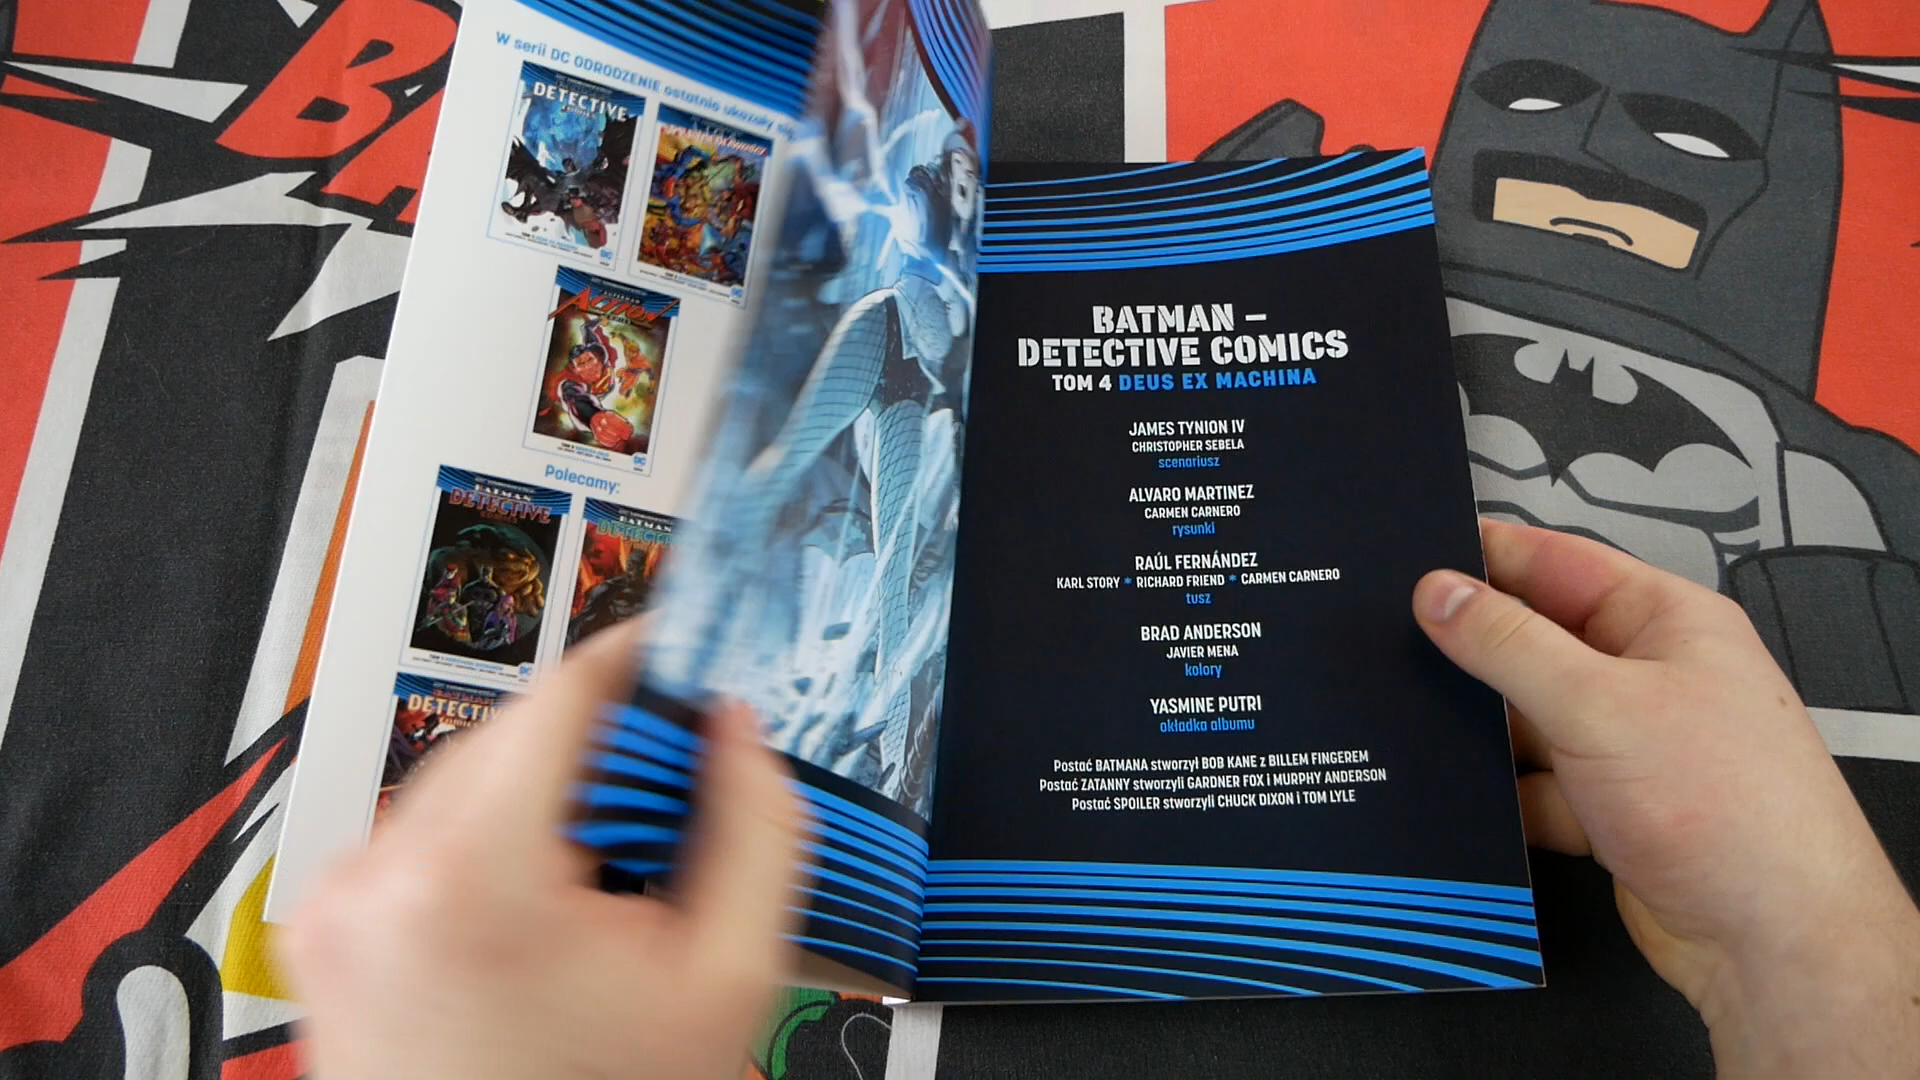 W serii DC ODRODZENIE ostatnio ukazały się
DETECTIVE
ACTION
Polecamy:
BATMAN
DETECTIVE
BATMAN
DETECTIVE
BATMAN –
DETECTIVE COMICS
TOM 4 DEUS EX MACHINA
JAMES TYNION IV
CHRISTOPHER SEBELA
scenariusz
ALVARO MARTINEZ
CARMEN CARNERO
rysunki
RAÚL FERNÁNDEZ
KARL STORY * RICHARD FRIEND * CARMEN CARNERO
tusz
BRAD ANDERSON
JAVIER MENA
kolory
YASMINE PUTRI
okładka albumu
Postać BATMANA stworzył BOB KANE z BILLEM FINGEREM
Postać ZATANNY stworzyli GARDNER FOX i MURPHY ANDERSON
Postać SPOILER stworzyli CHUCK DIXON i TOM LYLE